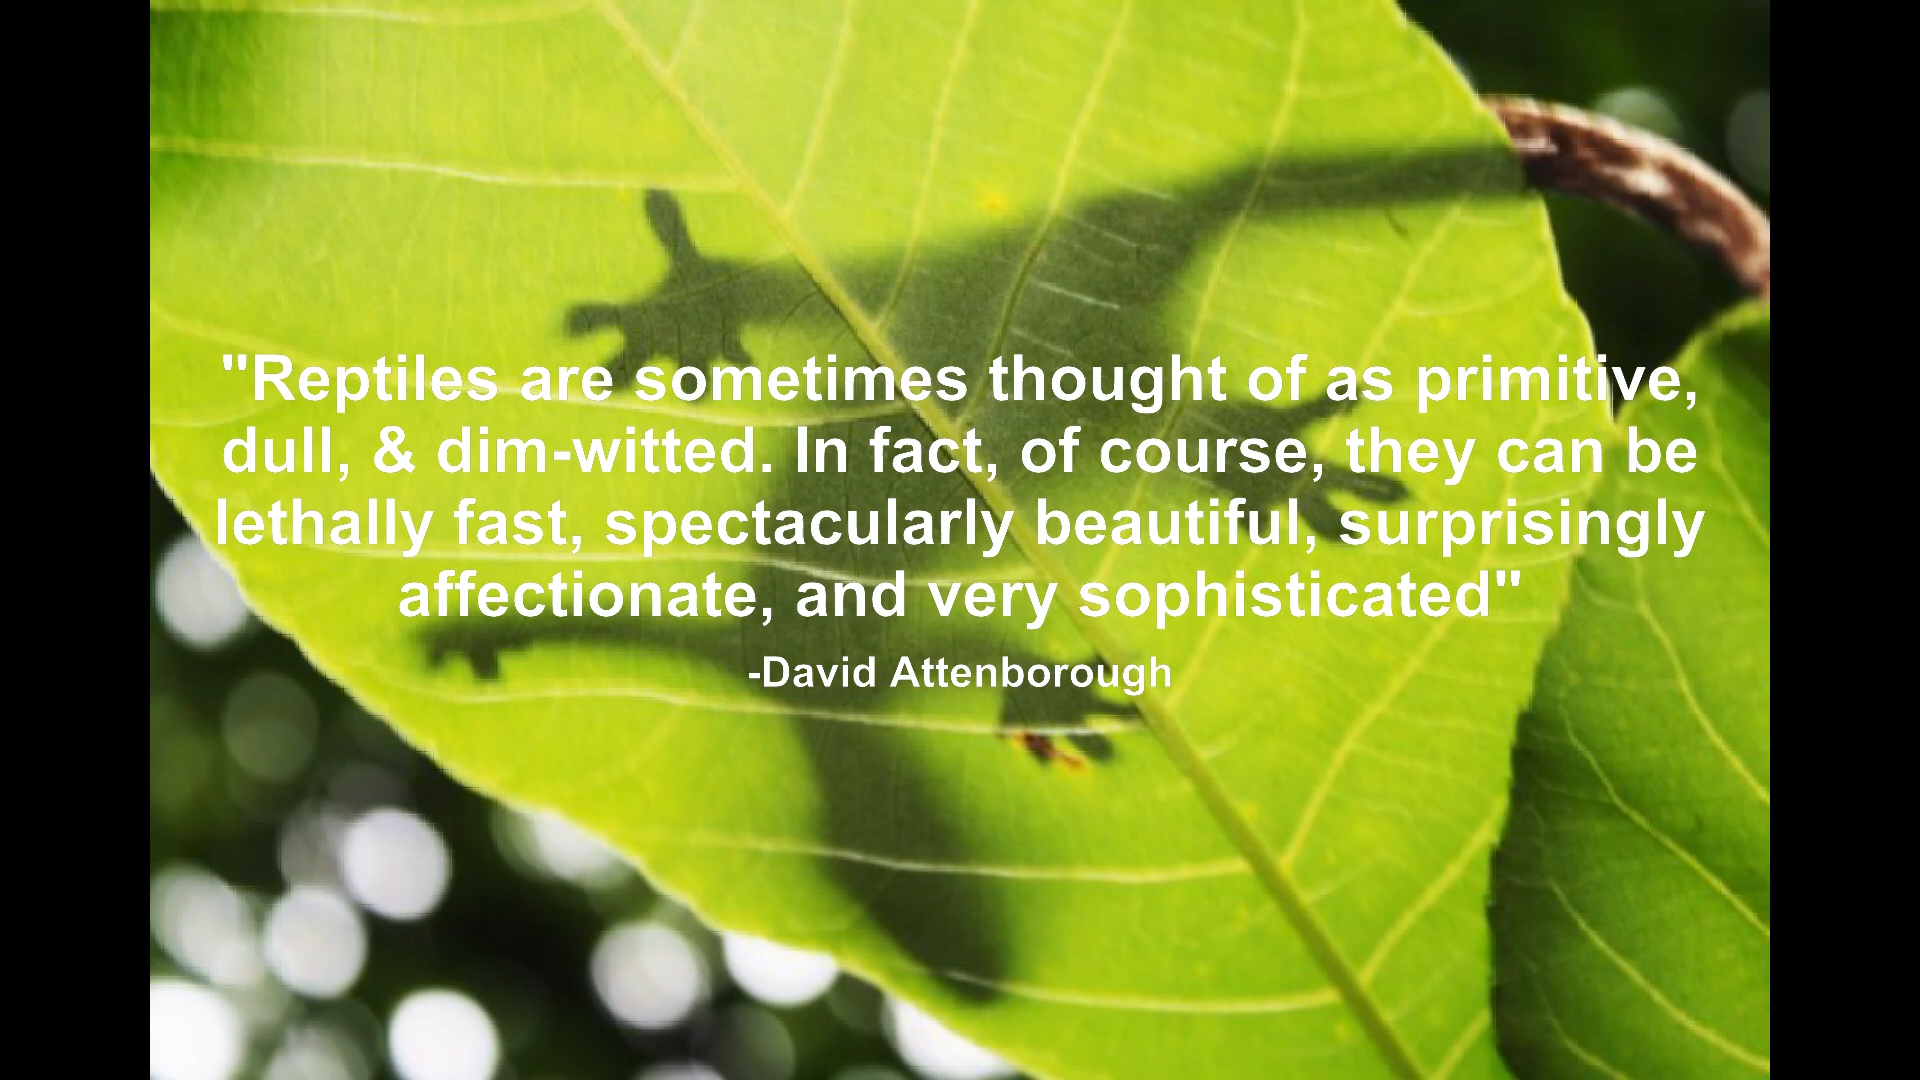 "Reptiles are sometimes thought of as primitive,
dull, & dim-witted. In fact, of course, they can be
lethally fast, spectacularly beautiful, surprisingly
affectionate, and very sophisticated"
-David Attenborough